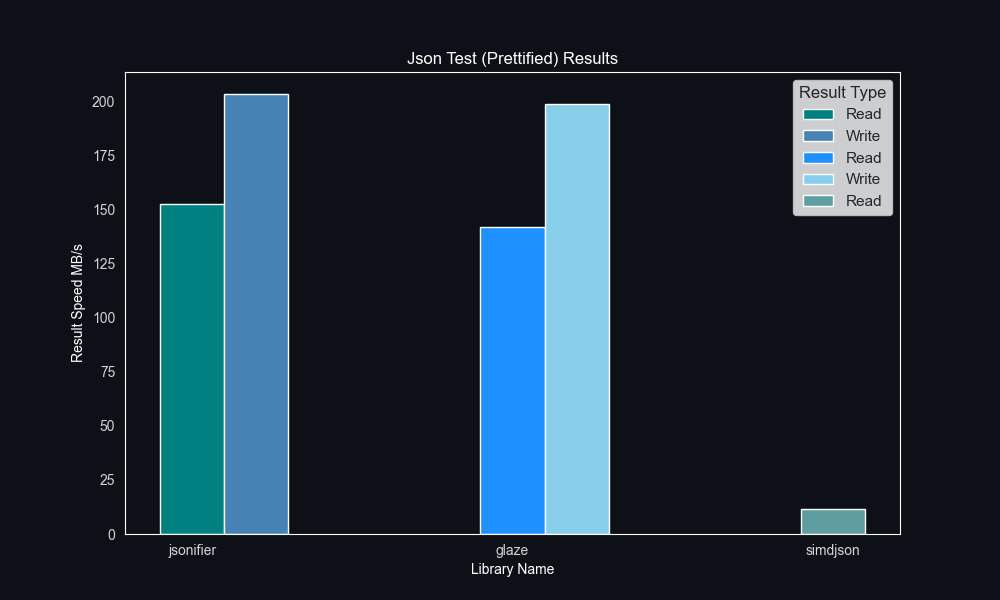 Json Test (Prettified) Results
Result Type
Read
Write
Read
Write
Read
200
175
150
125
100
75
50
25
0
Result Speed MB/s
jsonifier
glaze
simdjson
Library Name